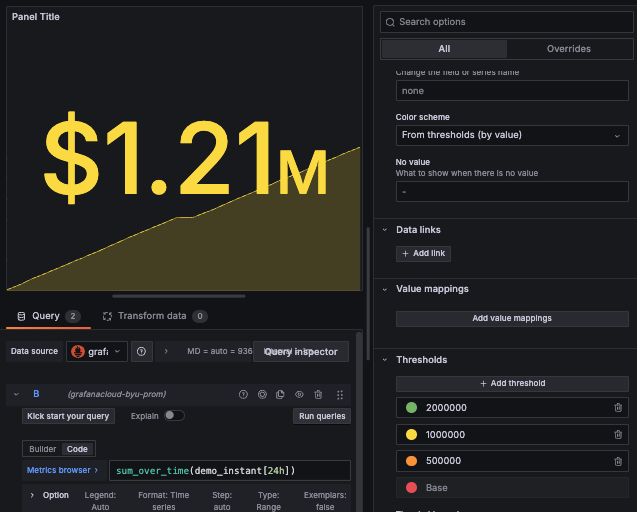 Panel Title
$1.21M
Query 2
Transform data 0
Data source
grafa
MD = auto = 936
Query inspector
B
(grafanacloud-byu-prom)
Kick start your query
Explain
Run queries
Builder
Code
Metrics browser >
sum_over_time(demo_instant[24h])
Option
Legend: Auto
Format: Time series
Step: auto
Type: Range
Exemplars: false
Search options
All
Overrides
Change the field or series name
none
Color scheme
From thresholds (by value)
No value
What to show when there is no value
-
Data links
+ Add link
Value mappings
Add value mappings
Thresholds
+ Add threshold
2000000
1000000
500000
Base